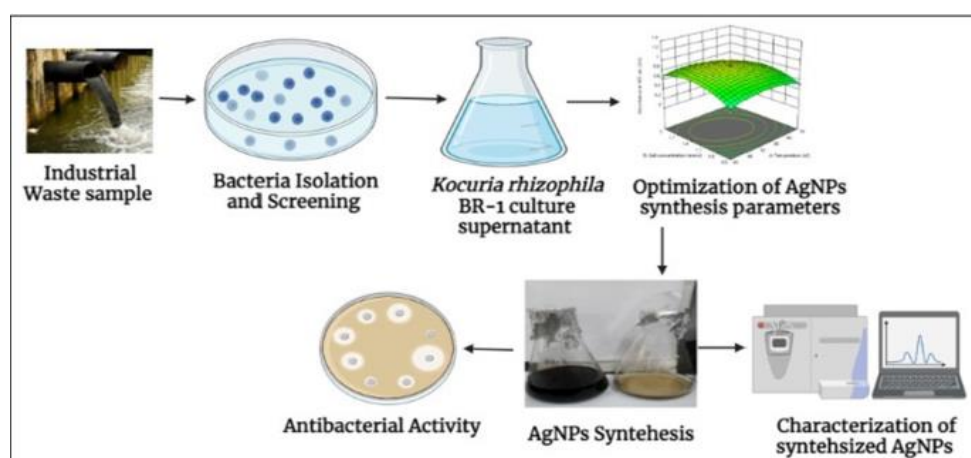 Industrial
Waste sample
Bacteria Isolation
and Screening
Kocuria rhizophila
BR-1 culture
supernatant
Optimization of AgNPs
synthesis parameters
Antibacterial Activity
AgNPs Syntehesis
Characterization of
syntehsized AgNPs